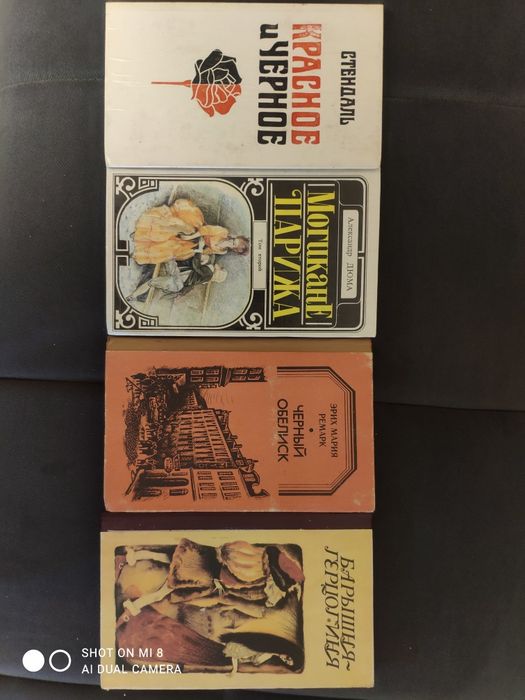 СТЕНДАЛЬ
КРАСНОЕ
и ЧЕРНОЕ
Александр ДЮМА
МОГИКАНЕ
ПАРИЖА
Том второй
ЭРИХ МАРИЯ
РЕМАРК
ЧЕРНЫЙ
ОБЕЛИСК
БАРЫШНЯ~
ГЕРЦОГИНЯ
SHOT ON MI 8
AI DUAL CAMERA